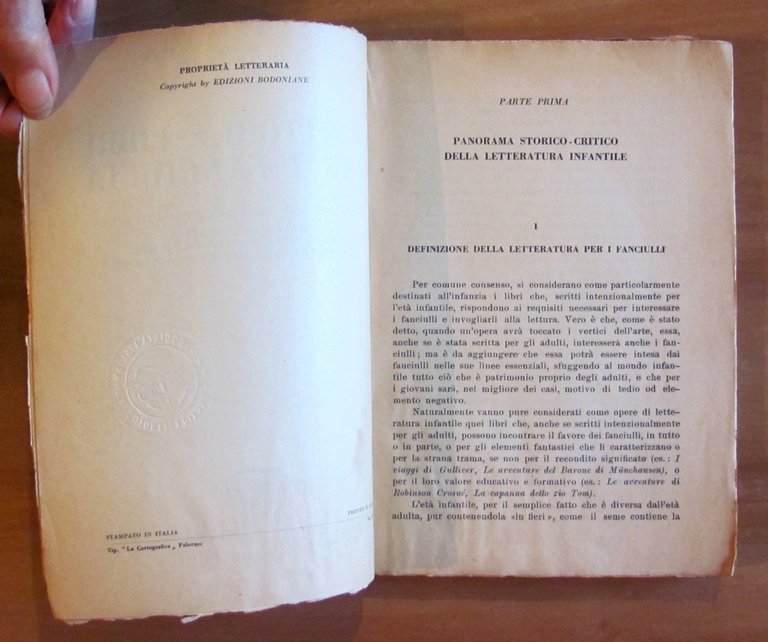 PROPRIETÀ LETTERARIA
Copyright by EDIZIONI BODONIANE
STAMPATO IN ITALIA
Tip. "La Cartografica„ Palermo
PARTE PRIMA
PANORAMA STORICO-CRITICO
DELLA LETTERATURA INFANTILE
I
DEFINIZIONE DELLA LETTERATURA PER I FANCIULLI
Per comune consenso, si considerano come particolarmente
destinati all'infanzia i libri che, scritti intenzionalmente per
l'età infantile, rispondono ai requisiti necessari per interessare
i fanciulli e invogliarli alla lettura. Vero è che, come è stato
detto, quando un'opera avrà toccato i vertici dell'arte, essa,
anche se è stata scritta per gli adulti, interesserà anche i fan-
ciulli; ma è da aggiungere che essa potrà essere intesa dai
fanciulli nelle sue linee essenziali, sfuggendo al mondo infan-
tile tutto ciò che è patrimonio proprio degli adulti, e che per
i giovani sarà, nel migliore dei casi, motivo di tedio od ele-
mento negativo.
Naturalmente vanno pure considerati come opere di lette-
ratura infantile quei libri che, anche se scritti intenzionalmente
per gli adulti, possono incontrare il favore dei fanciulli, in tutto
o in parte, o per gli elementi fantastici che li caratterizzano o
per la strana trama, se non per il recondito significato (es.: I
viaggi di Gulliver, Le avventure del Barone di Münchausen), o
per il loro valore educativo e formativo (es.: Le avventure di
Robinson Crosué, La capanna dello zio Tom).
L'età infantile, per il semplice fatto che è diversa dall'età
adulta, pur contenendola «in fieri», come il seme contiene la